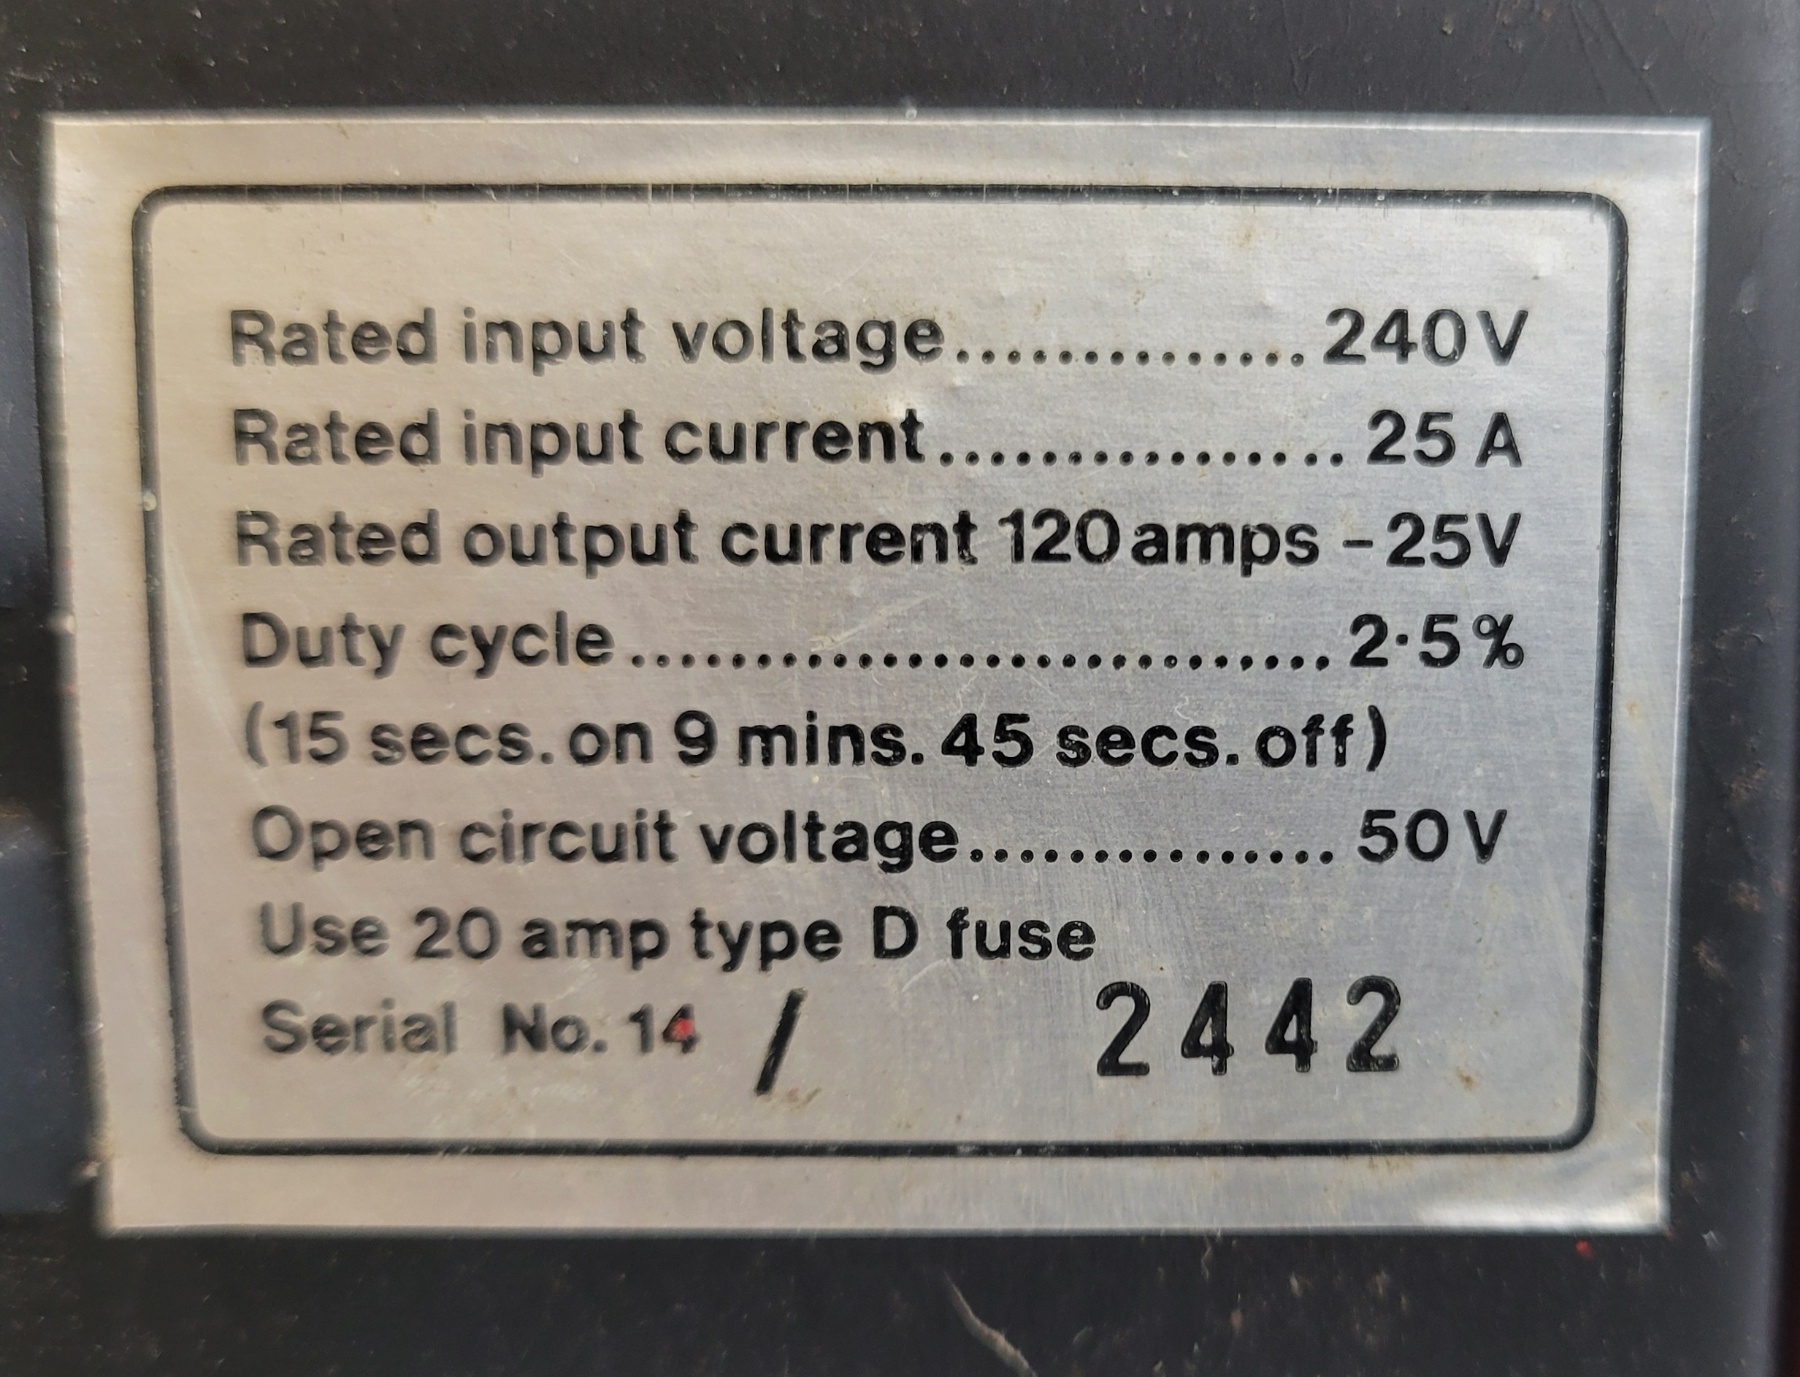 Rated input voltage.............. 240V
Rated input current................ 25 A
Rated output current 120 amps – 25V
Duty cycle............................ 2·5%
(15 secs. on 9 mins. 45 secs. off)
Open circuit voltage............... 50V
Use 20 amp type D fuse
Serial No. 14 / 2442